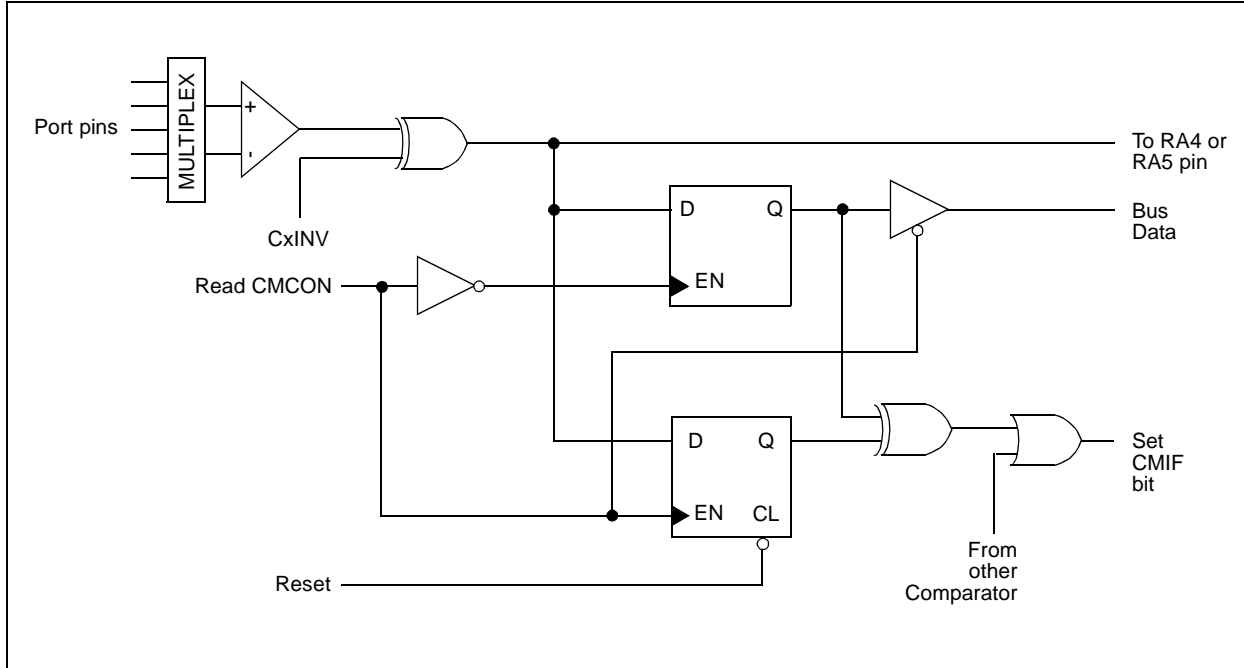 MULTIPLEX
Port pins
+
-
CxINV
To RA4 or
RA5 pin
D
Q
EN
Bus
Data
Read CMCON
D
Q
EN
CL
Set
CMIF
bit
From
other
Comparator
Reset